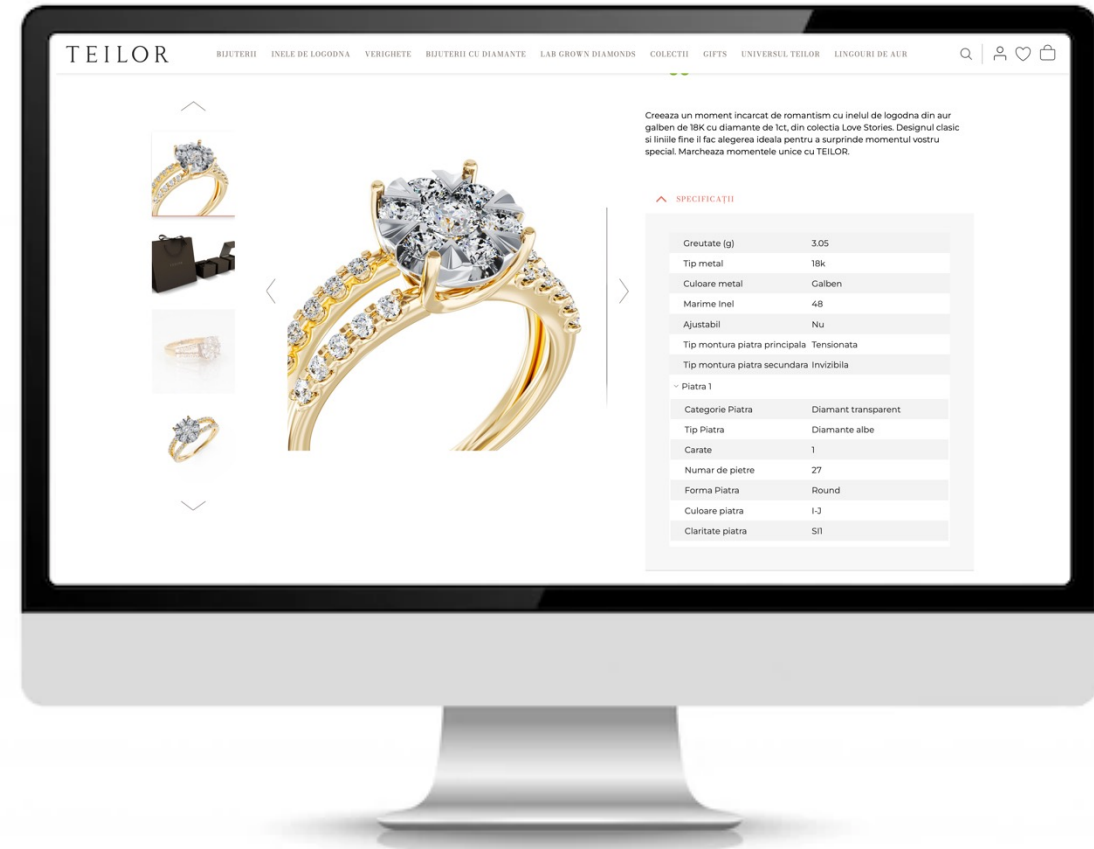 TEILOR
BIJUTERII INELE DE LOGODNA VERIGHETE BIJUTERII CU DIAMANTE LAB GROWN DIAMONDS COLECTII GIFTS UNIVERSUL TEILOR LINGOURI DE AUR
Creeaza un moment incarcat de romantism cu inelul de logodna din aur
galben de 18K cu diamante de 1ct, din colectia Love Stories. Designul clasic
si liniile fine il fac alegerea ideala pentru a surprinde momentul vostru
special. Marcheaza momentele unice cu TEILOR.
SPECIFICAȚII
Greutate (g) 3.05
Tip metal 18k
Culoare metal Galben
Marime Inel 48
Ajustabil Nu
Tip montura piatra principala Tensionata
Tip montura piatra secundara Invizibila
Piatra 1
Categorie Piatra Diamant transparent
Tip Piatra Diamante albe
Carate 1
Numar de pietre 27
Forma Piatra Round
Culoare piatra I-J
Claritate piatra SI1